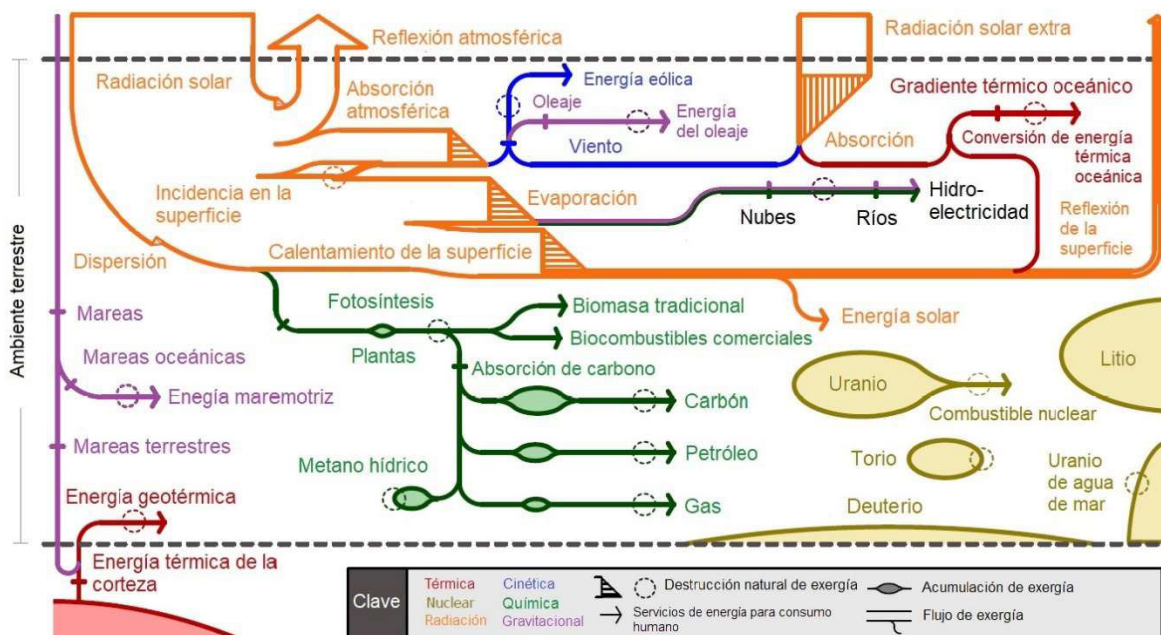 Reflexión atmosférica
Radiación solar extra
Radiación solar
Absorción
atmosférica
Energía eólica
Oleaje
Energía
del oleaje
Viento
Absorción
Gradiente térmico oceánico
Conversión de energía
térmica
oceánica
Incidencia en la
superficie
Evaporación
Nubes
Ríos
Hidro-
electricidad
Reflexión
de la
superficie
Dispersión
Calentamiento de la superficie
Ambiente terrestre
Mareas
Fotosíntesis
Plantas
Biomasa tradicional
Biocombustibles comerciales
Energía solar
Mareas oceánicas
Enegía maremotriz
Absorción de carbono
Carbón
Uranio
Combustible nuclear
Litio
Mareas terrestres
Metano hídrico
Petróleo
Torio
Uranio
de agua
de mar
Energía geotérmica
Gas
Deuterio
Energía térmica de la
corteza
Clave
Térmica
Cinética
Nuclear
Química
Radiación
Gravitacional
Destrucción natural de exergía
Servicios de energía para consumo
humano
Acumulación de exergía
Flujo de exergía